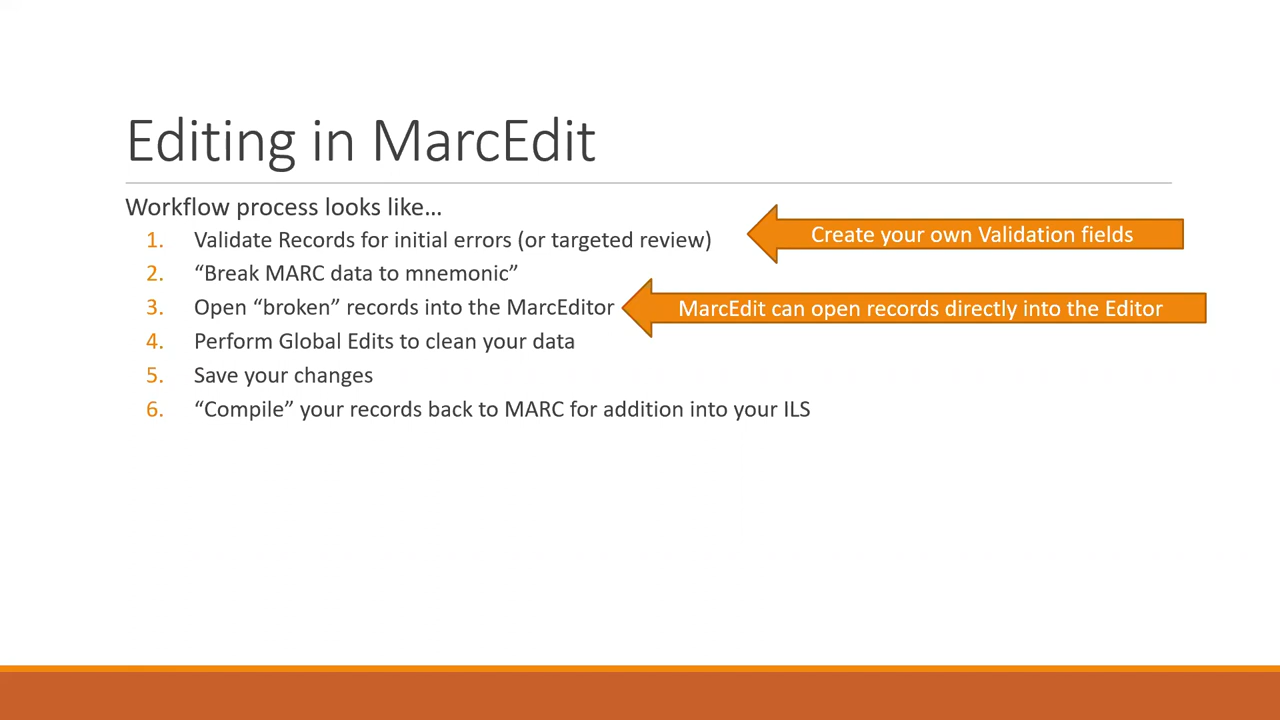 Editing in MarcEdit
Workflow process looks like…
1. Validate Records for initial errors (or targeted review)
Create your own Validation fields
2. “Break MARC data to mnemonic”
3. Open “broken” records into the MarcEditor
MarcEdit can open records directly into the Editor
4. Perform Global Edits to clean your data
5. Save your changes
6. “Compile” your records back to MARC for addition into your ILS